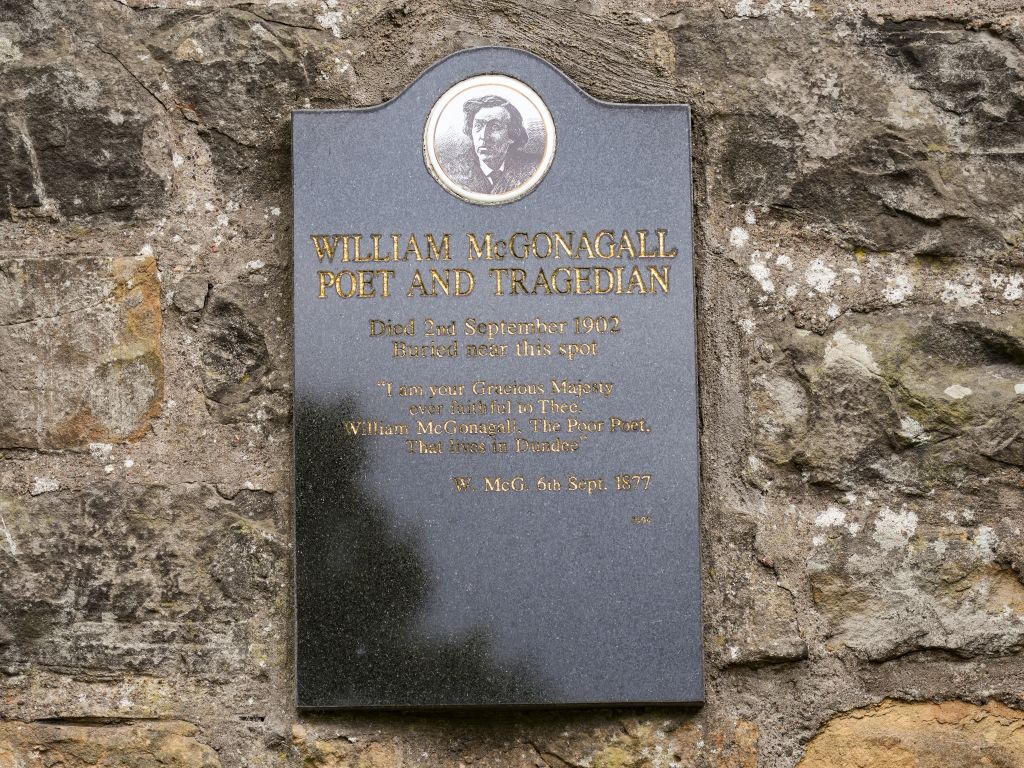 WILLIAM McGONAGALL
POET AND TRAGEDIAN
Died 2nd September 1902
Buried near this spot
"I am your Gracious Majesty
ever faithful to Thee,
William McGonagall, The Poor Poet,
That lives in Dundee"
W. McG. 6th Sept. 1877